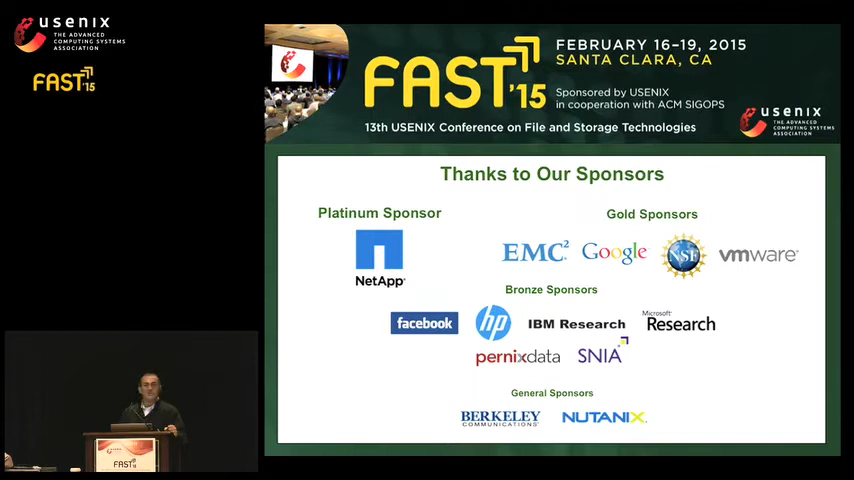 usenix
THE ADVANCED
COMPUTING SYSTEMS
ASSOCIATION
FAST'15
FAST'15
FEBRUARY 16–19, 2015
SANTA CLARA, CA
Sponsored by USENIX
in cooperation with ACM SIGOPS
13th USENIX Conference on File and Storage Technologies
usenix
THE ADVANCED
COMPUTING SYSTEMS
ASSOCIATION
Thanks to Our Sponsors
Platinum Sponsor
NetApp
Gold Sponsors
EMC²
Google
NSF
vmware
Bronze Sponsors
facebook
hp
IBM Research
Microsoft
Research
pernixdata
SNIA
General Sponsors
BERKELEY
COMMUNICATIONS
NUTANIX
usenix
FAST'15